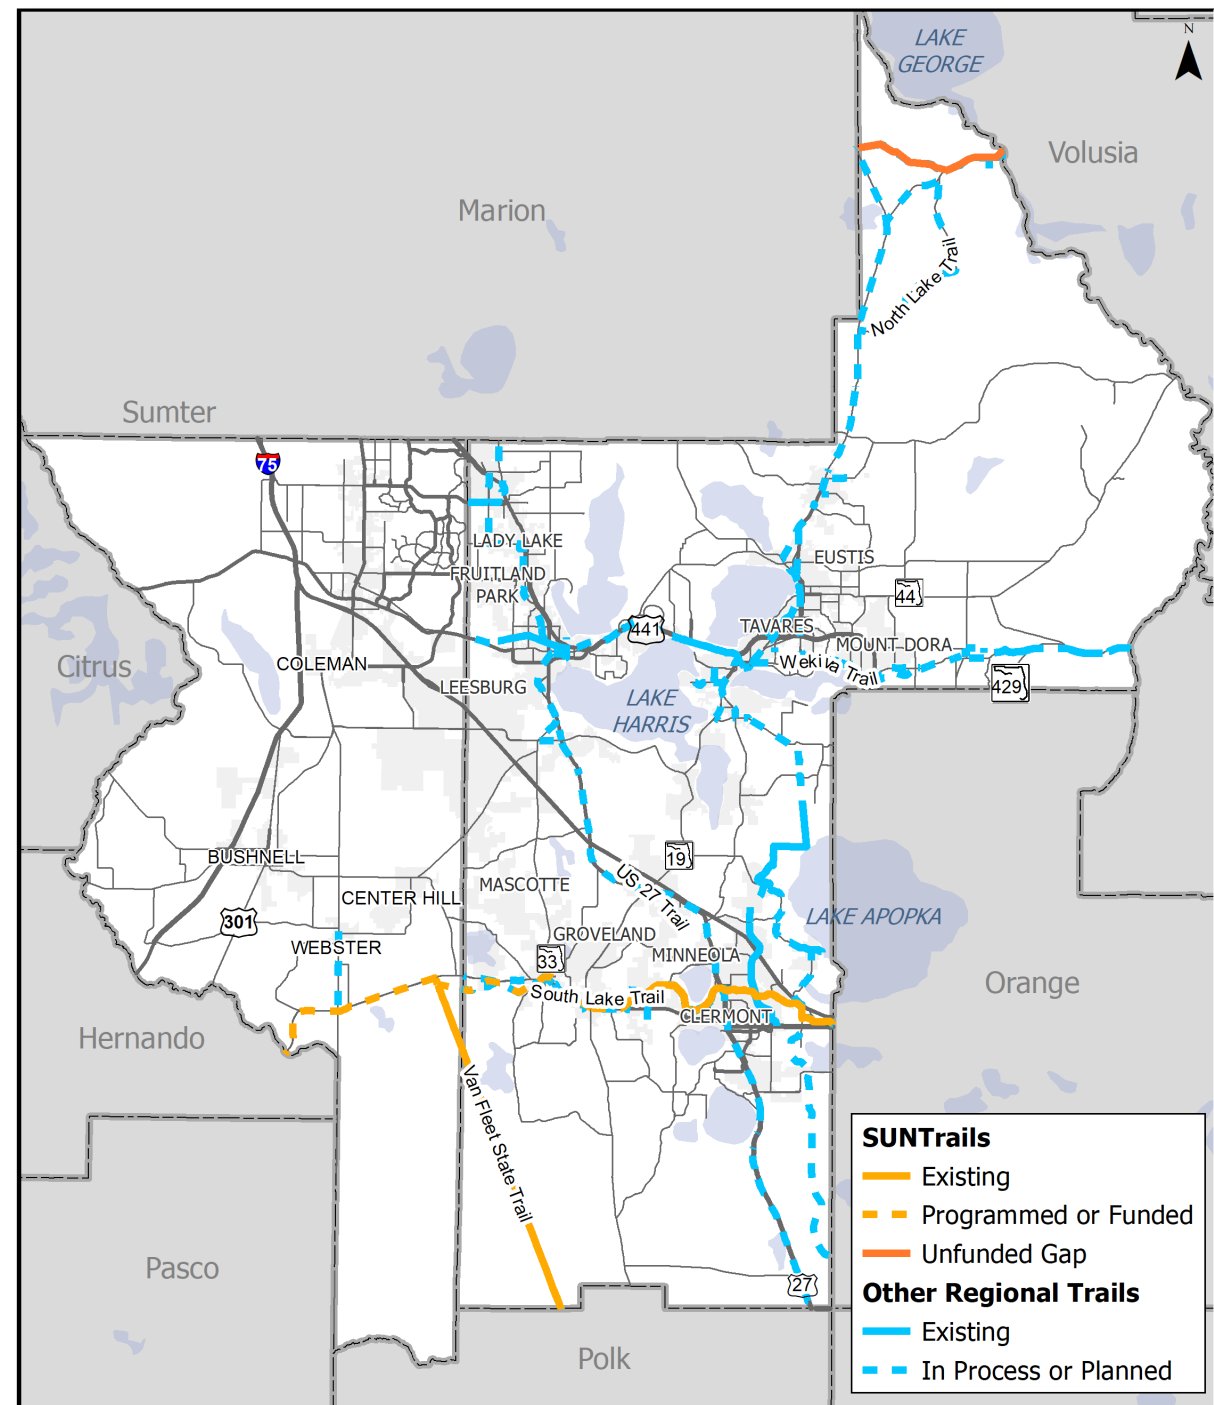 LAKE
GEORGE
N
Volusia
Marion
North Lake Trail
Sumter
75
LADY LAKE
EUSTIS
FRUITLAND
PARK
44
441
TAVARES
MOUNT DORA
Citrus
COLEMAN
Wekiva Trail
LEESBURG
429
LAKE
HARRIS
BUSHNELL
19
US 27 Trail
MASCOTTE
CENTER HILL
301
LAKE APOPKA
GROVELAND
WEBSTER
MINNEOLA
33
Orange
South Lake Trail
CLERMONT
Hernando
Van Fleet State Trail
Pasco
27
Polk
SUNTrails
Existing
Programmed or Funded
Unfunded Gap
Other Regional Trails
Existing
In Process or Planned